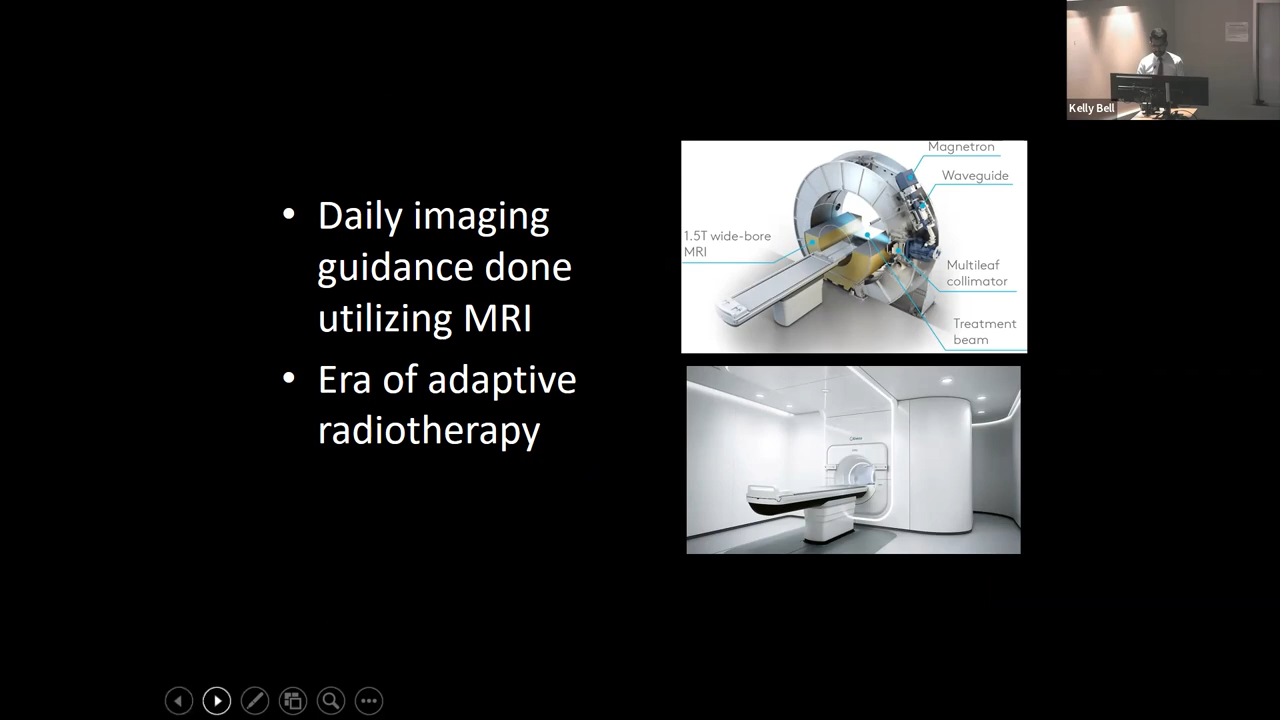 Kelly Bell
• Daily imaging
guidance done
utilizing MRI
• Era of adaptive
radiotherapy
Magnetron
Waveguide
1.5T wide-bore
MRI
Multileaf
collimator
Treatment
beam